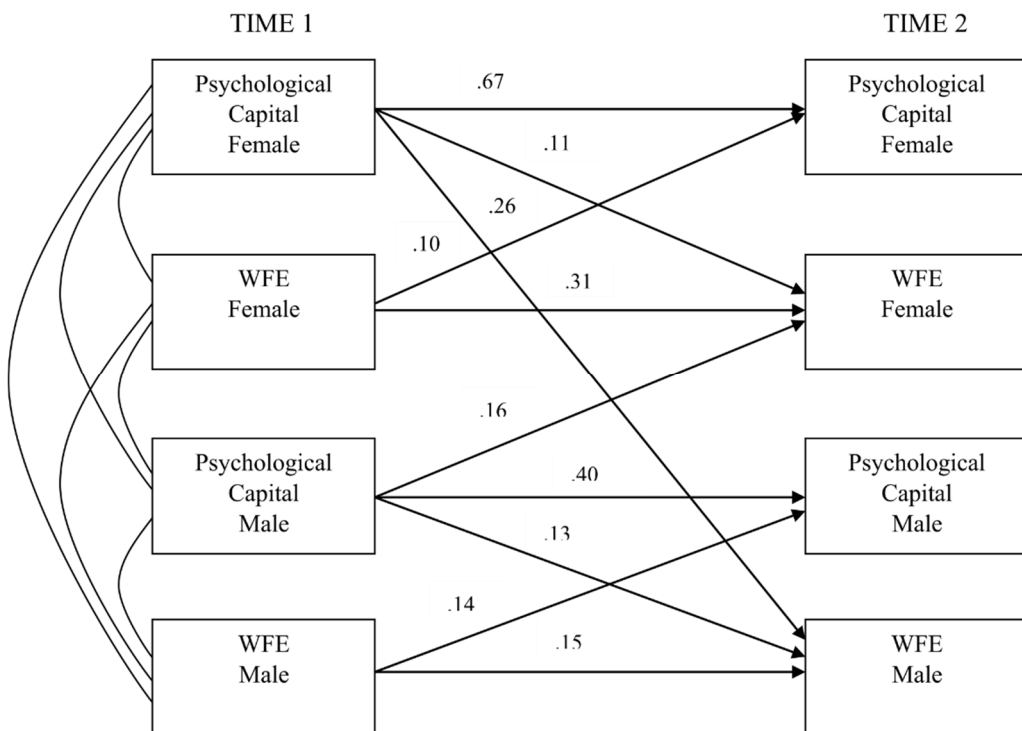 TIME 1
TIME 2
Psychological
Capital
Female
.67
Psychological
Capital
Female
.11
.26
.10
WFE
Female
.31
WFE
Female
.16
Psychological
Capital
Male
.40
Psychological
Capital
Male
.13
.14
WFE
Male
.15
WFE
Male